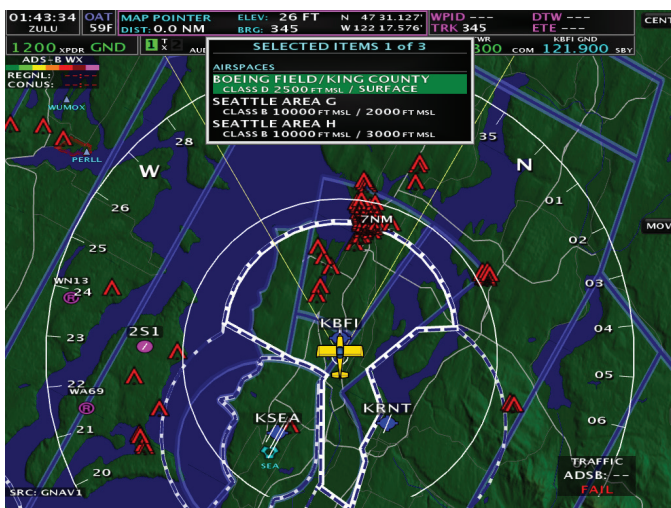 01:43:34 OAT MAP POINTER ELEV: 26 FT N 47 31.127' WPID --- DTW ---
ZULU 59F DIST: 0.0 NM BRG: 345 W 122 17.576' TRK 345 ETE ---
CENT
1200 XPDR GND 1 T X 2 AUD
SELECTED ITEMS 1 of 3
WR KBFI GND
300 COM 121.900 SBY
AIRSPACES
BOEING FIELD/KING COUNTY
CLASS D 2500 FT MSL / SURFACE
SEATTLE AREA G
CLASS B 10000 FT MSL / 2000 FT MSL
SEATTLE AREA H
CLASS B 10000 FT MSL / 3000 FT MSL
ADS-B WX
REGNL: --:--
CONUS: --:--
WUMOX
PERLL
28
35
W
N
26
01
7NM
MOV
02
25
WN13
R 24
03
2S1
KBFI
04
23
22
WA69
R
05
KSEA
KRNT
21
06
SEA
20
TRAFFIC
ADSB: --
FAIL
SRC: GNAV1